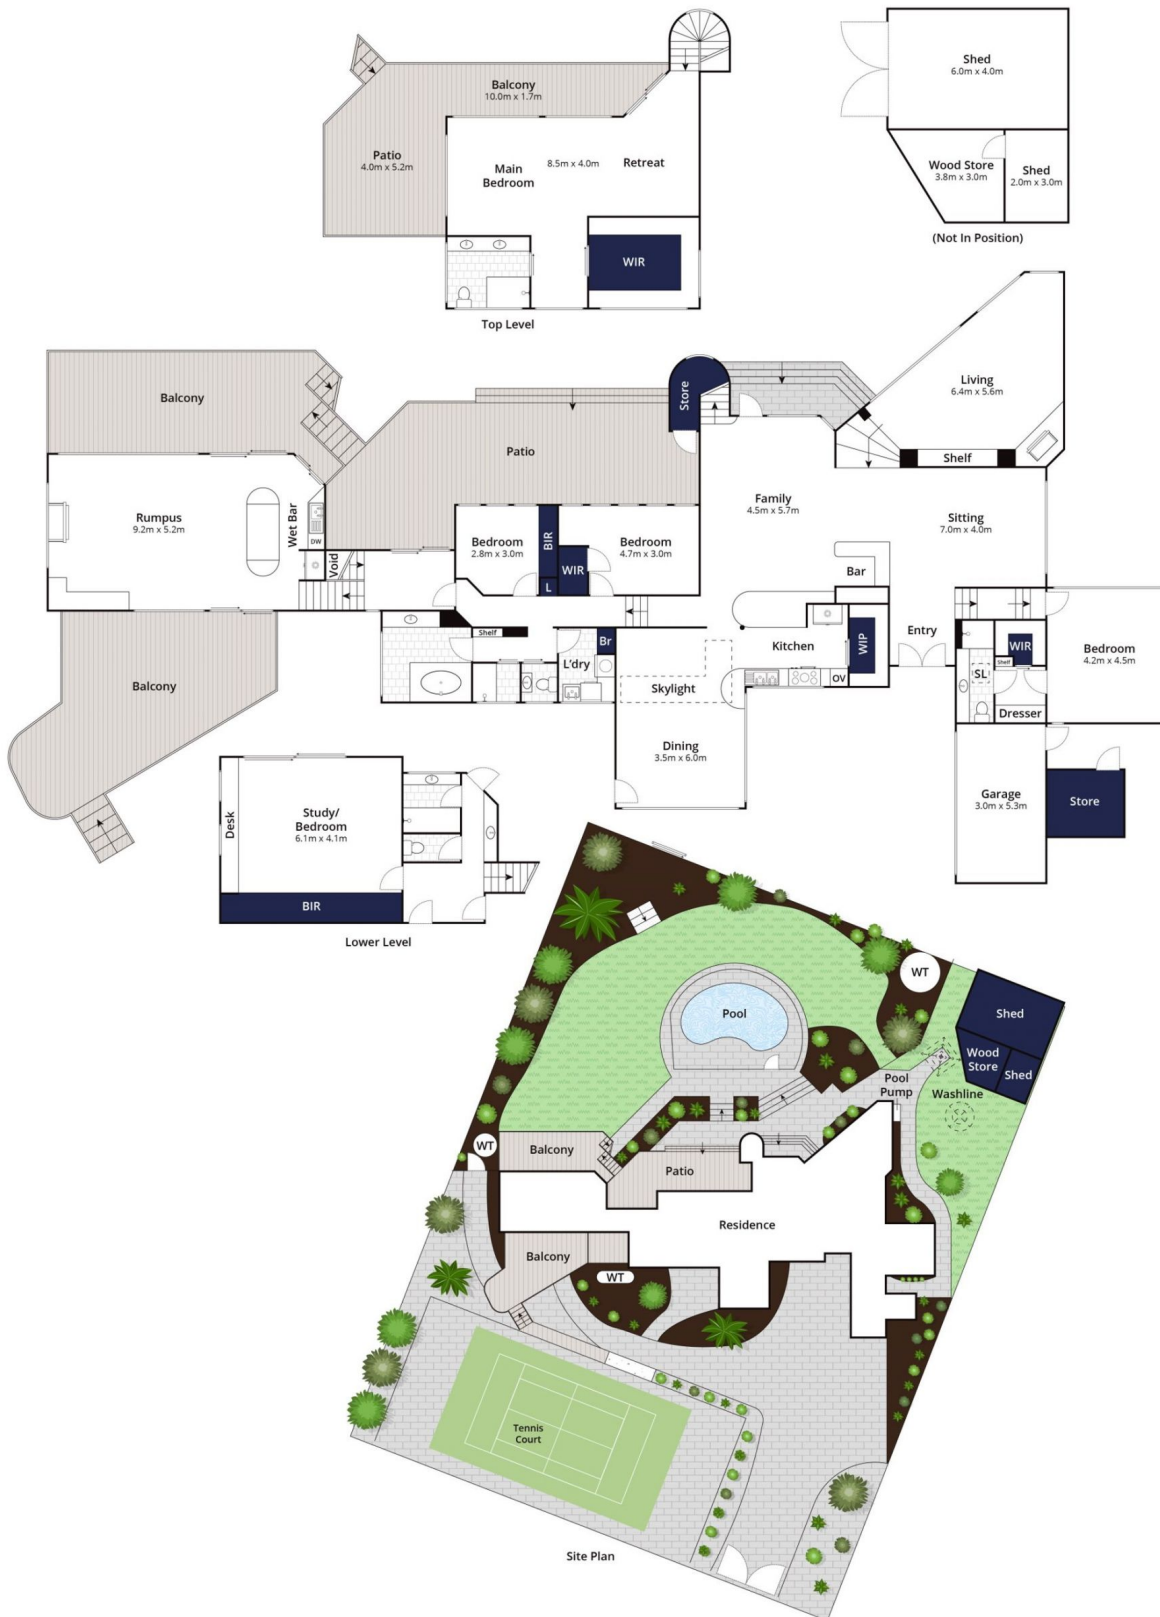 Balcony
10.0m x 1.7m
Patio
4.0m x 5.2m
Main
Bedroom
8.5m x 4.0m
Retreat
WIR
Top Level
Shed
6.0m x 4.0m
Wood Store
3.8m x 3.0m
Shed
2.0m x 3.0m
(Not In Position)
Balcony
Patio
Store
Living
6.4m x 5.6m
Shelf
Rumpus
9.2m x 5.2m
Wet Bar
DW
Void
Bedroom
2.8m x 3.0m
BIR
L
WIR
Bedroom
4.7m x 3.0m
Family
4.5m x 5.7m
Sitting
7.0m x 4.0m
Bar
Balcony
Shelf
L'dry
Br
Skylight
Kitchen
WIP
OV
Entry
SL
WIR
Shelf
Dresser
Bedroom
4.2m x 4.5m
Dining
3.5m x 6.0m
Garage
3.0m x 5.3m
Store
Desk
Study/
Bedroom
6.1m x 4.1m
BIR
Lower Level
WT
Pool
Shed
Wood
Store
Shed
Pool
Pump
Washline
WT
Balcony
Patio
Residence
Balcony
WT
Tennis
Court
Site Plan